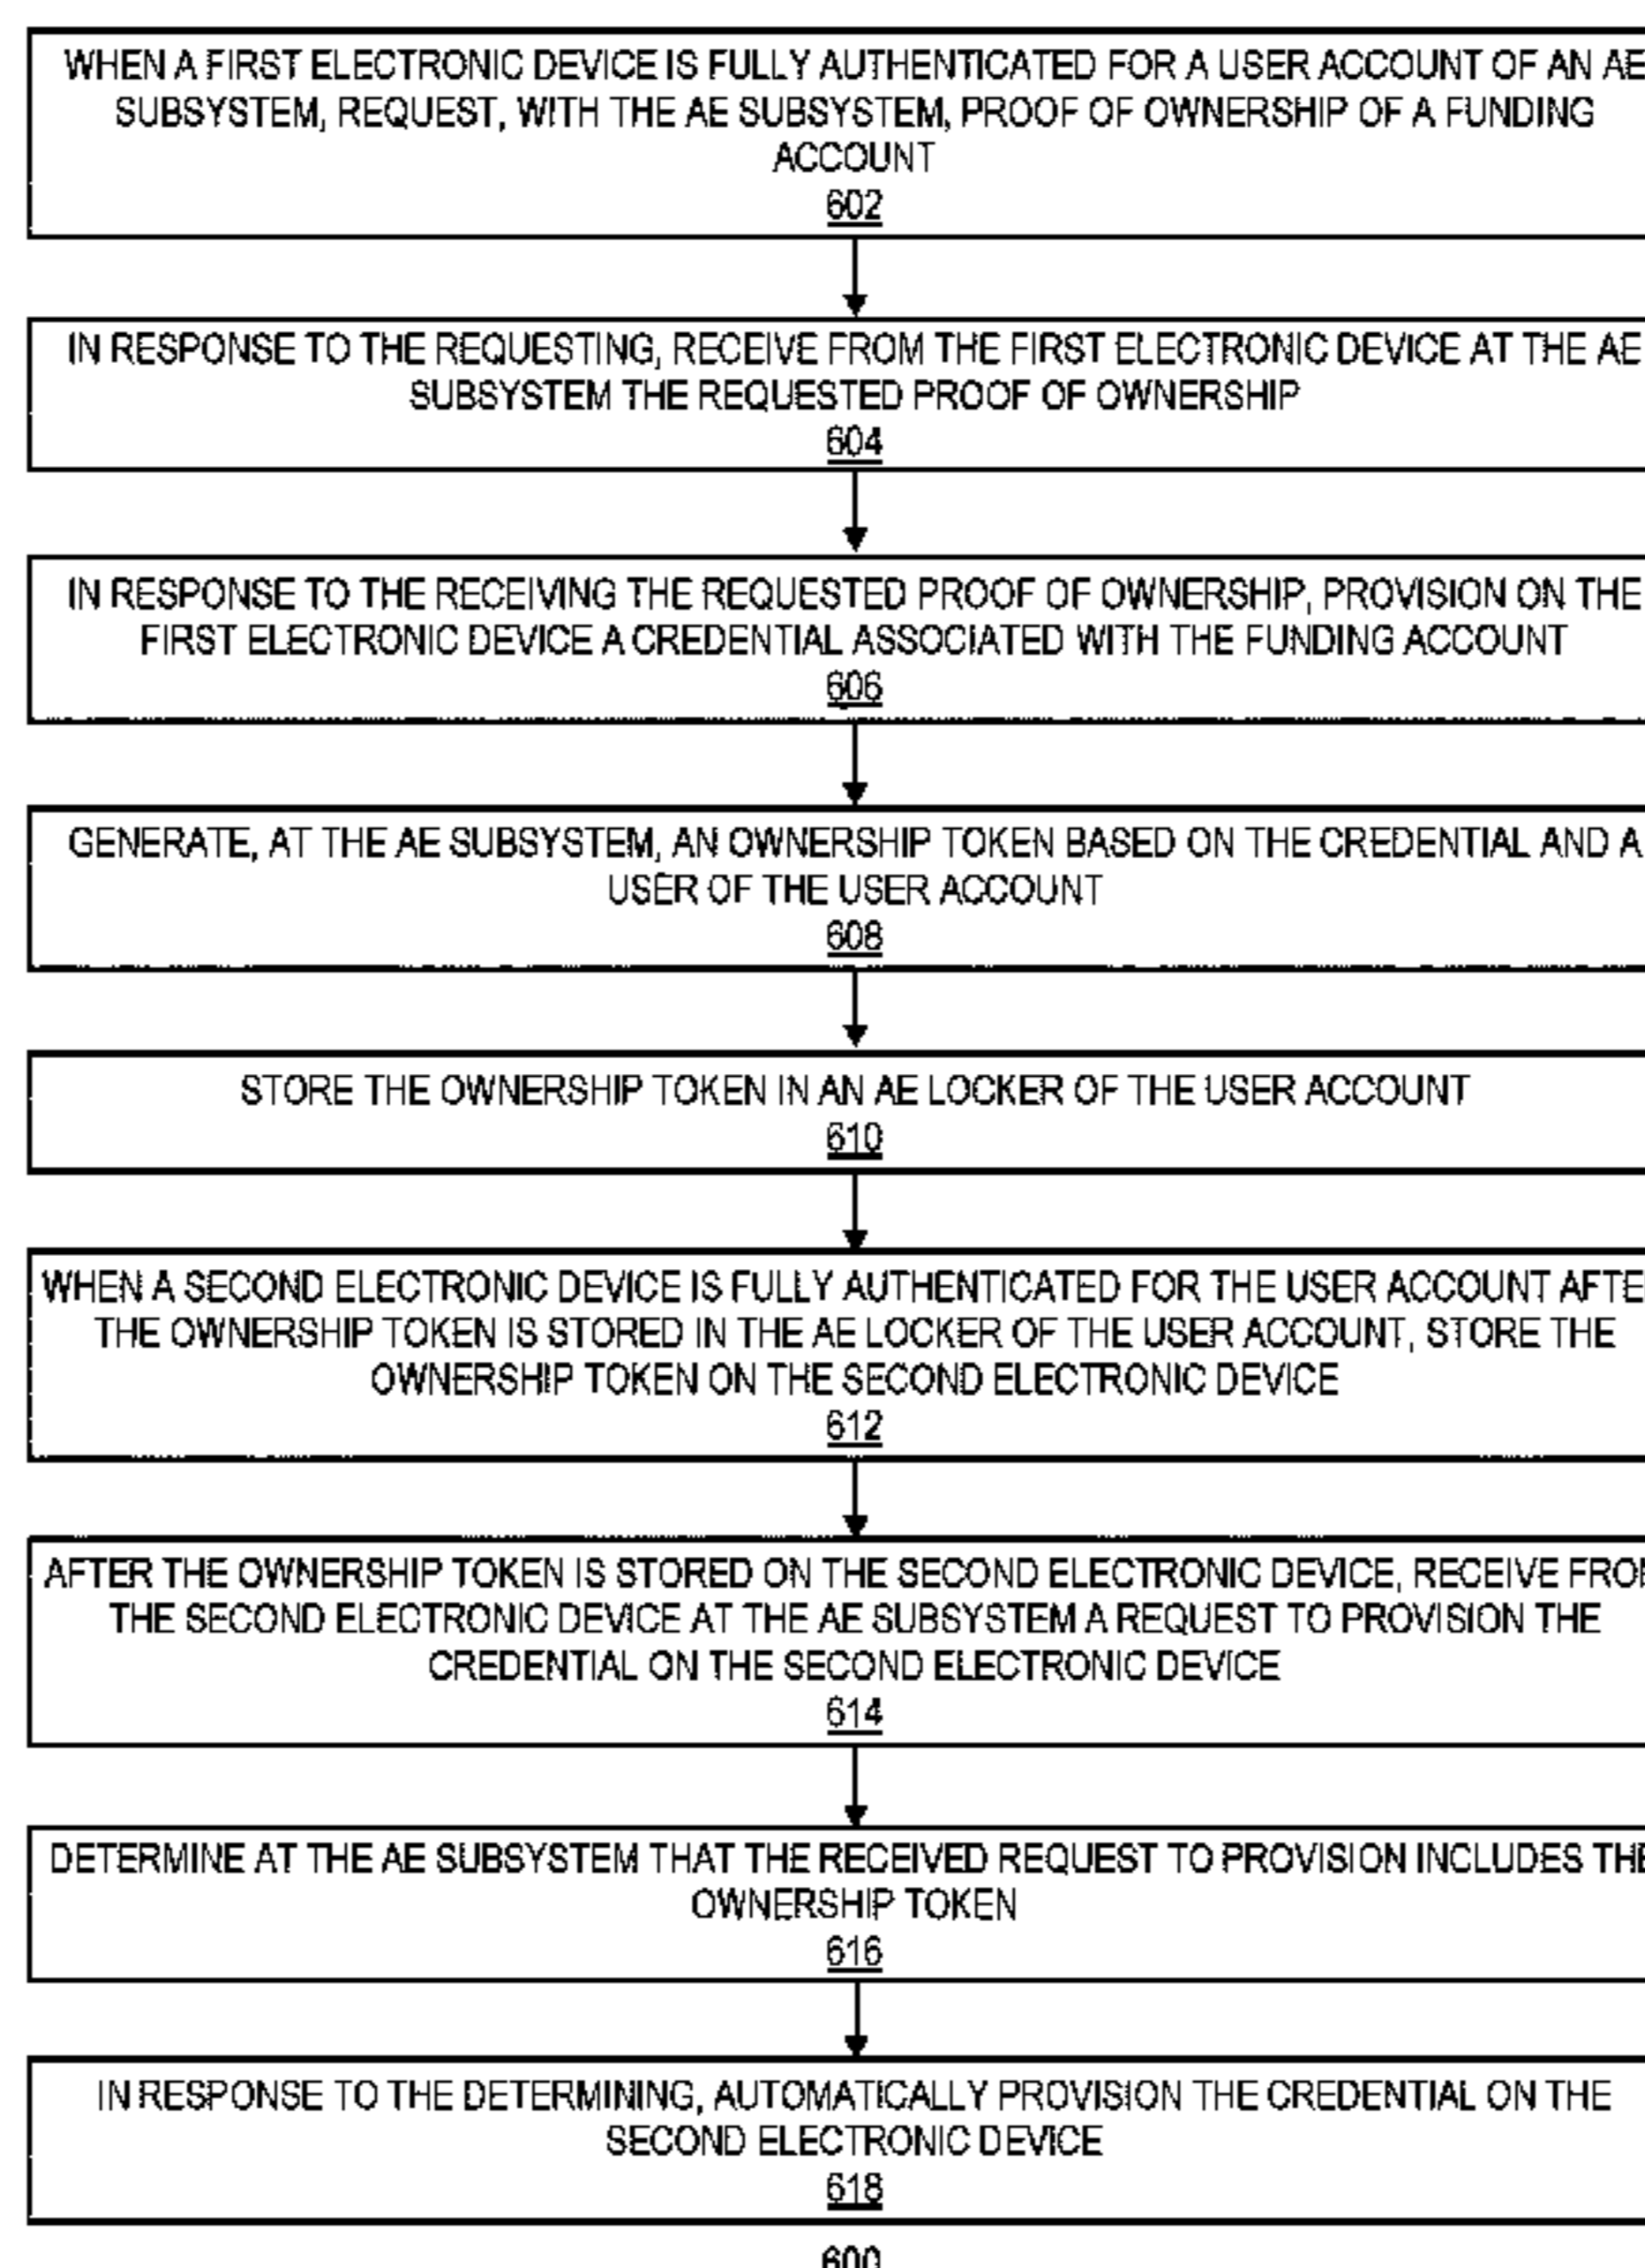 WHEN A FIRST ELECTRONIC DEVICE IS FULLY AUTHENTICATED FOR A USER ACCOUNT OF AN AE
SUBSYSTEM, REQUEST, WITH THE AE SUBSYSTEM, PROOF OF OWNERSHIP OF A FUNDING
ACCOUNT
602
IN RESPONSE TO THE REQUESTING, RECEIVE FROM THE FIRST ELECTRONIC DEVICE AT THE AE
SUBSYSTEM THE REQUESTED PROOF OF OWNERSHIP
604
IN RESPONSE TO THE RECEIVING THE REQUESTED PROOF OF OWNERSHIP, PROVISION ON THE
FIRST ELECTRONIC DEVICE A CREDENTIAL ASSOCIATED WITH THE FUNDING ACCOUNT
606
GENERATE, AT THE AE SUBSYSTEM, AN OWNERSHIP TOKEN BASED ON THE CREDENTIAL AND A
USER OF THE USER ACCOUNT
608
STORE THE OWNERSHIP TOKEN IN AN AE LOCKER OF THE USER ACCOUNT
610
WHEN A SECOND ELECTRONIC DEVICE IS FULLY AUTHENTICATED FOR THE USER ACCOUNT AFTE
THE OWNERSHIP TOKEN IS STORED IN THE AE LOCKER OF THE USER ACCOUNT, STORE THE
OWNERSHIP TOKEN ON THE SECOND ELECTRONIC DEVICE
612
AFTER THE OWNERSHIP TOKEN IS STORED ON THE SECOND ELECTRONIC DEVICE, RECEIVE FRO
THE SECOND ELECTRONIC DEVICE AT THE AE SUBSYSTEM A REQUEST TO PROVISION THE
CREDENTIAL ON THE SECOND ELECTRONIC DEVICE
614
DETERMINE AT THE AE SUBSYSTEM THAT THE RECEIVED REQUEST TO PROVISION INCLUDES THE
OWNERSHIP TOKEN
616
IN RESPONSE TO THE DETERMINING, AUTOMATICALLY PROVISION THE CREDENTIAL ON THE
SECOND ELECTRONIC DEVICE
618
600